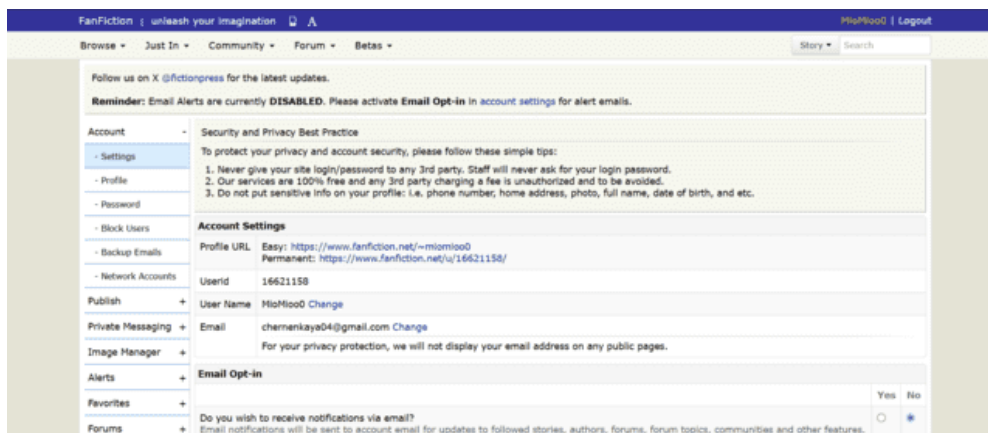 FanFiction | unleash your imagination A
MioMioo0 | Logout
Browse Just In Community Forum Betas
Story Search
Follow us on X @fictionpress for the latest updates.
Reminder: Email Alerts are currently DISABLED. Please activate Email Opt-in in account settings for alert emails.
Account -
- Settings
- Profile
- Password
- Block Users
- Backup Emails
- Network Accounts
Publish +
Private Messaging +
Image Manager +
Alerts +
Favorites +
Forums +
Security and Privacy Best Practice
To protect your privacy and account security, please follow these simple tips:
1. Never give your site login/password to any 3rd party. Staff will never ask for your login password.
2. Our services are 100% free and any 3rd party charging a fee is unauthorized and to be avoided.
3. Do not put sensitive info on your profile: i.e. phone number, home address, photo, full name, date of birth, and etc.
Account Settings
Profile URL Easy: https://www.fanfiction.net/~miomioo0
Permanent: https://www.fanfiction.net/u/16621158/
Userid 16621158
User Name MioMioo0 Change
Email chernenkaya04@gmail.com Change
For your privacy protection, we will not display your email address on any public pages.
Email Opt-in
Yes No
Do you wish to receive notifications via email?
Email notifications will be sent to account email for updates to followed stories, authors, forums, forum topics, communities and other features.